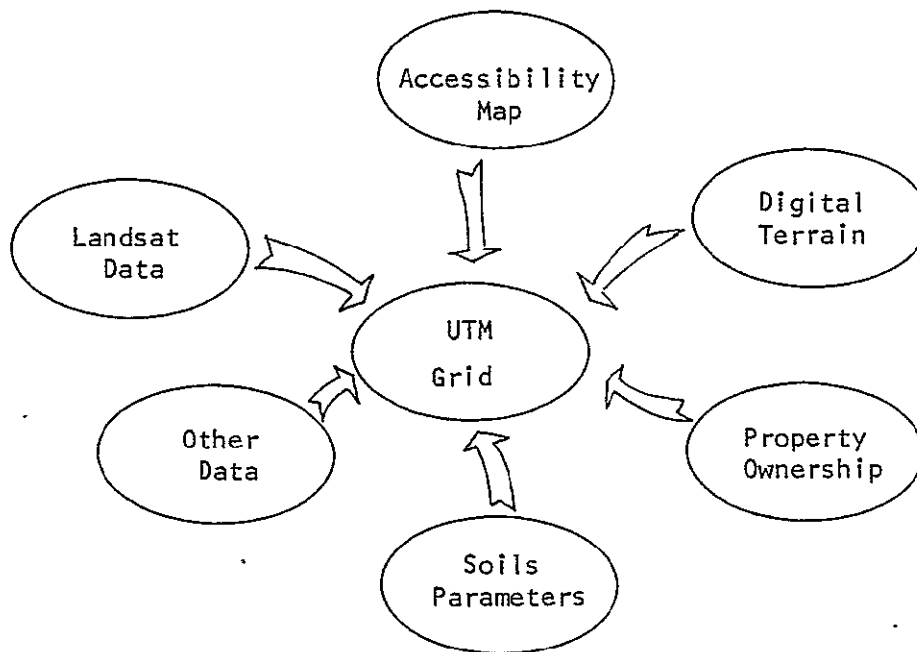 Accessibility
Map
Landsat
Data
Digital
Terrain
UTM
Grid
Other
Data
Property
Ownership
Soils
Parameters